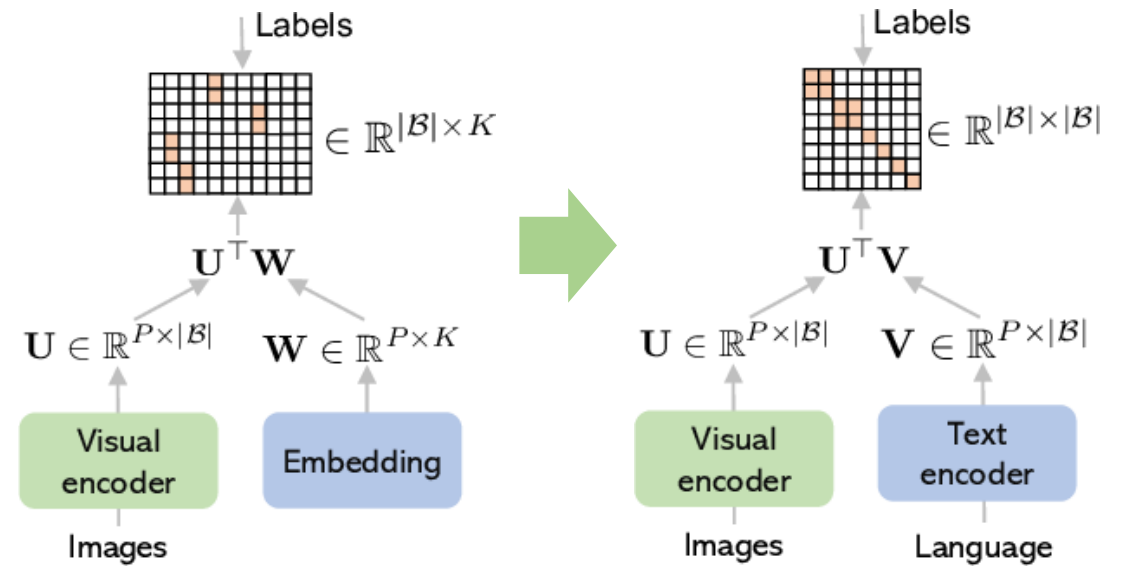 Labels
∈ ℝ^{|ℬ|×K}
U^⊤W
U ∈ ℝ^{P×|ℬ|}
W ∈ ℝ^{P×K}
Visual
encoder
Embedding
Images
Labels
∈ ℝ^{|ℬ|×|ℬ|}
U^⊤V
U ∈ ℝ^{P×|ℬ|}
V ∈ ℝ^{P×|ℬ|}
Visual
encoder
Text
encoder
Images
Language